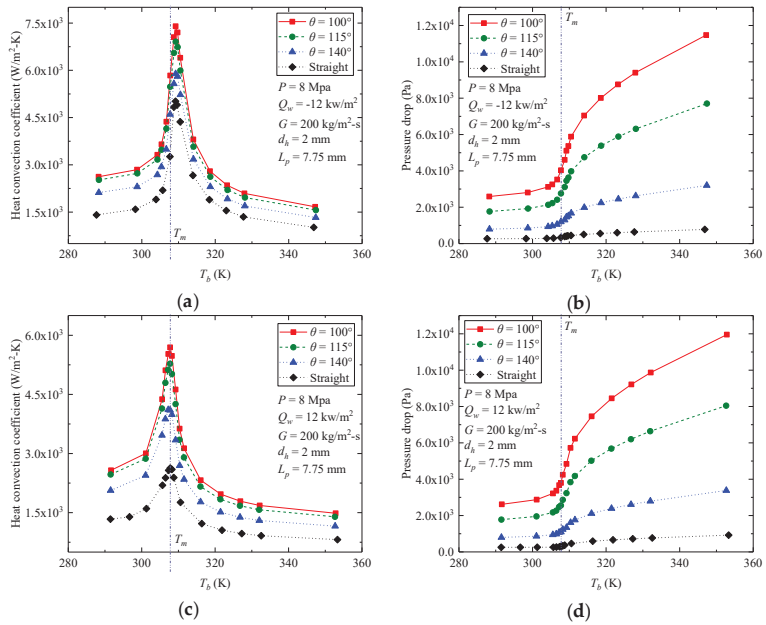 Heat convection coefficient (W/m²-K)
7.5x10³
6.0x10³
4.5x10³
3.0x10³
1.5x10³
280 300 320 340 360
T_b (K)
T_m
θ = 100°
θ = 115°
θ = 140°
Straight
P = 8 Mpa
Q_w = -12 kw/m²
G = 200 kg/m²-s
d_h = 2 mm
L_p = 7.75 mm
(a)
Pressure drop (Pa)
1.2x10⁴
1.0x10⁴
8.0x10³
6.0x10³
4.0x10³
2.0x10³
0.0
280 300 320 340 360
T_b (K)
T_m
θ = 100°
θ = 115°
θ = 140°
Straight
P = 8 Mpa
Q_w = -12 kw/m²
G = 200 kg/m²-s
d_h = 2 mm
L_p = 7.75 mm
(b)
Heat convection coefficient (W/m²-K)
6.0x10³
4.5x10³
3.0x10³
1.5x10³
280 300 320 340 360
T_b (K)
T_m
θ = 100°
θ = 115°
θ = 140°
Straight
P = 8 Mpa
Q_w = 12 kw/m²
G = 200 kg/m²-s
d_h = 2 mm
L_p = 7.75 mm
(c)
Pressure drop (Pa)
1.2x10⁴
1.0x10⁴
8.0x10³
6.0x10³
4.0x10³
2.0x10³
0.0
280 300 320 340 360
T_b (K)
T_m
θ = 100°
θ = 115°
θ = 140°
Straight
P = 8 Mpa
Q_w = 12 kw/m²
G = 200 kg/m²-s
d_h = 2 mm
L_p = 7.75 mm
(d)